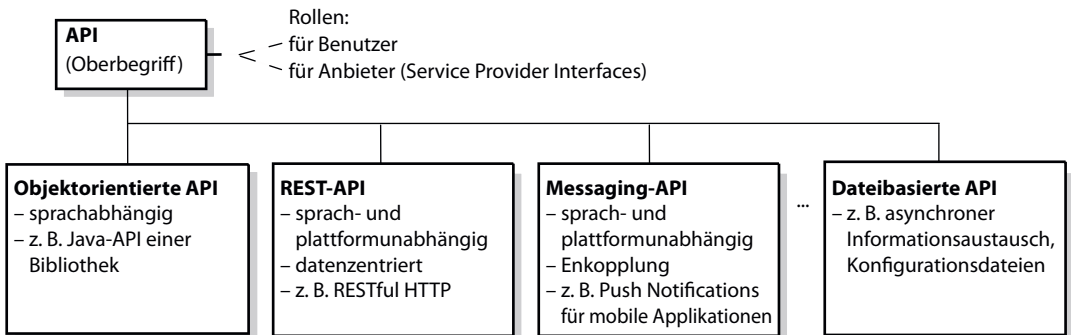 API
(Oberbegriff)
Rollen:
für Benutzer
für Anbieter (Service Provider Interfaces)
Objektorientierte API
– sprachabhängig
– z. B. Java-API einer
Bibliothek
REST-API
– sprach- und
plattformunabhängig
– datenzentriert
– z. B. RESTful HTTP
Messaging-API
– sprach- und
plattformunabhängig
– Enkopplung
– z. B. Push Notifications
für mobile Applikationen
...
Dateibasierte API
– z. B. asynchroner
Informationsaustausch,
Konfigurationsdateien